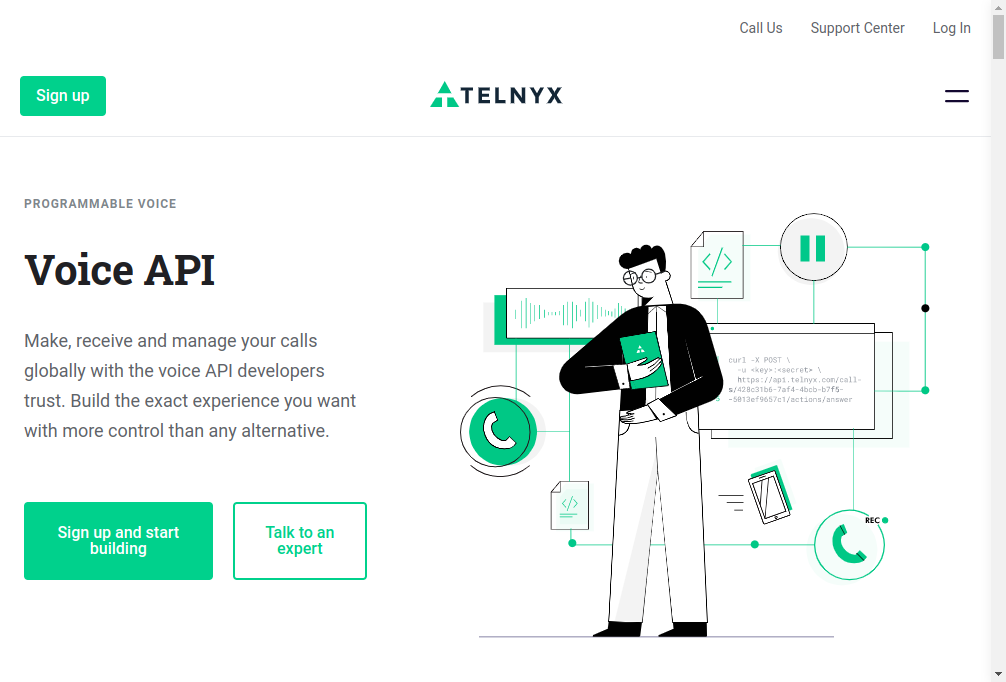 Call Us Support Center Log In
Sign up
TELNYX
PROGRAMMABLE VOICE
Voice API
Make, receive and manage your calls
globally with the voice API developers
trust. Build the exact experience you want
with more control than any alternative.
Sign up and start
building
Talk to an
expert
</>
curl -X POST \
-u <key>:<secret> \
https://api.telnyx.com/call-
s/428c31b6-7af4-4bcb-b7f5-
-5013ef9657c1/actions/answer
</>
REC